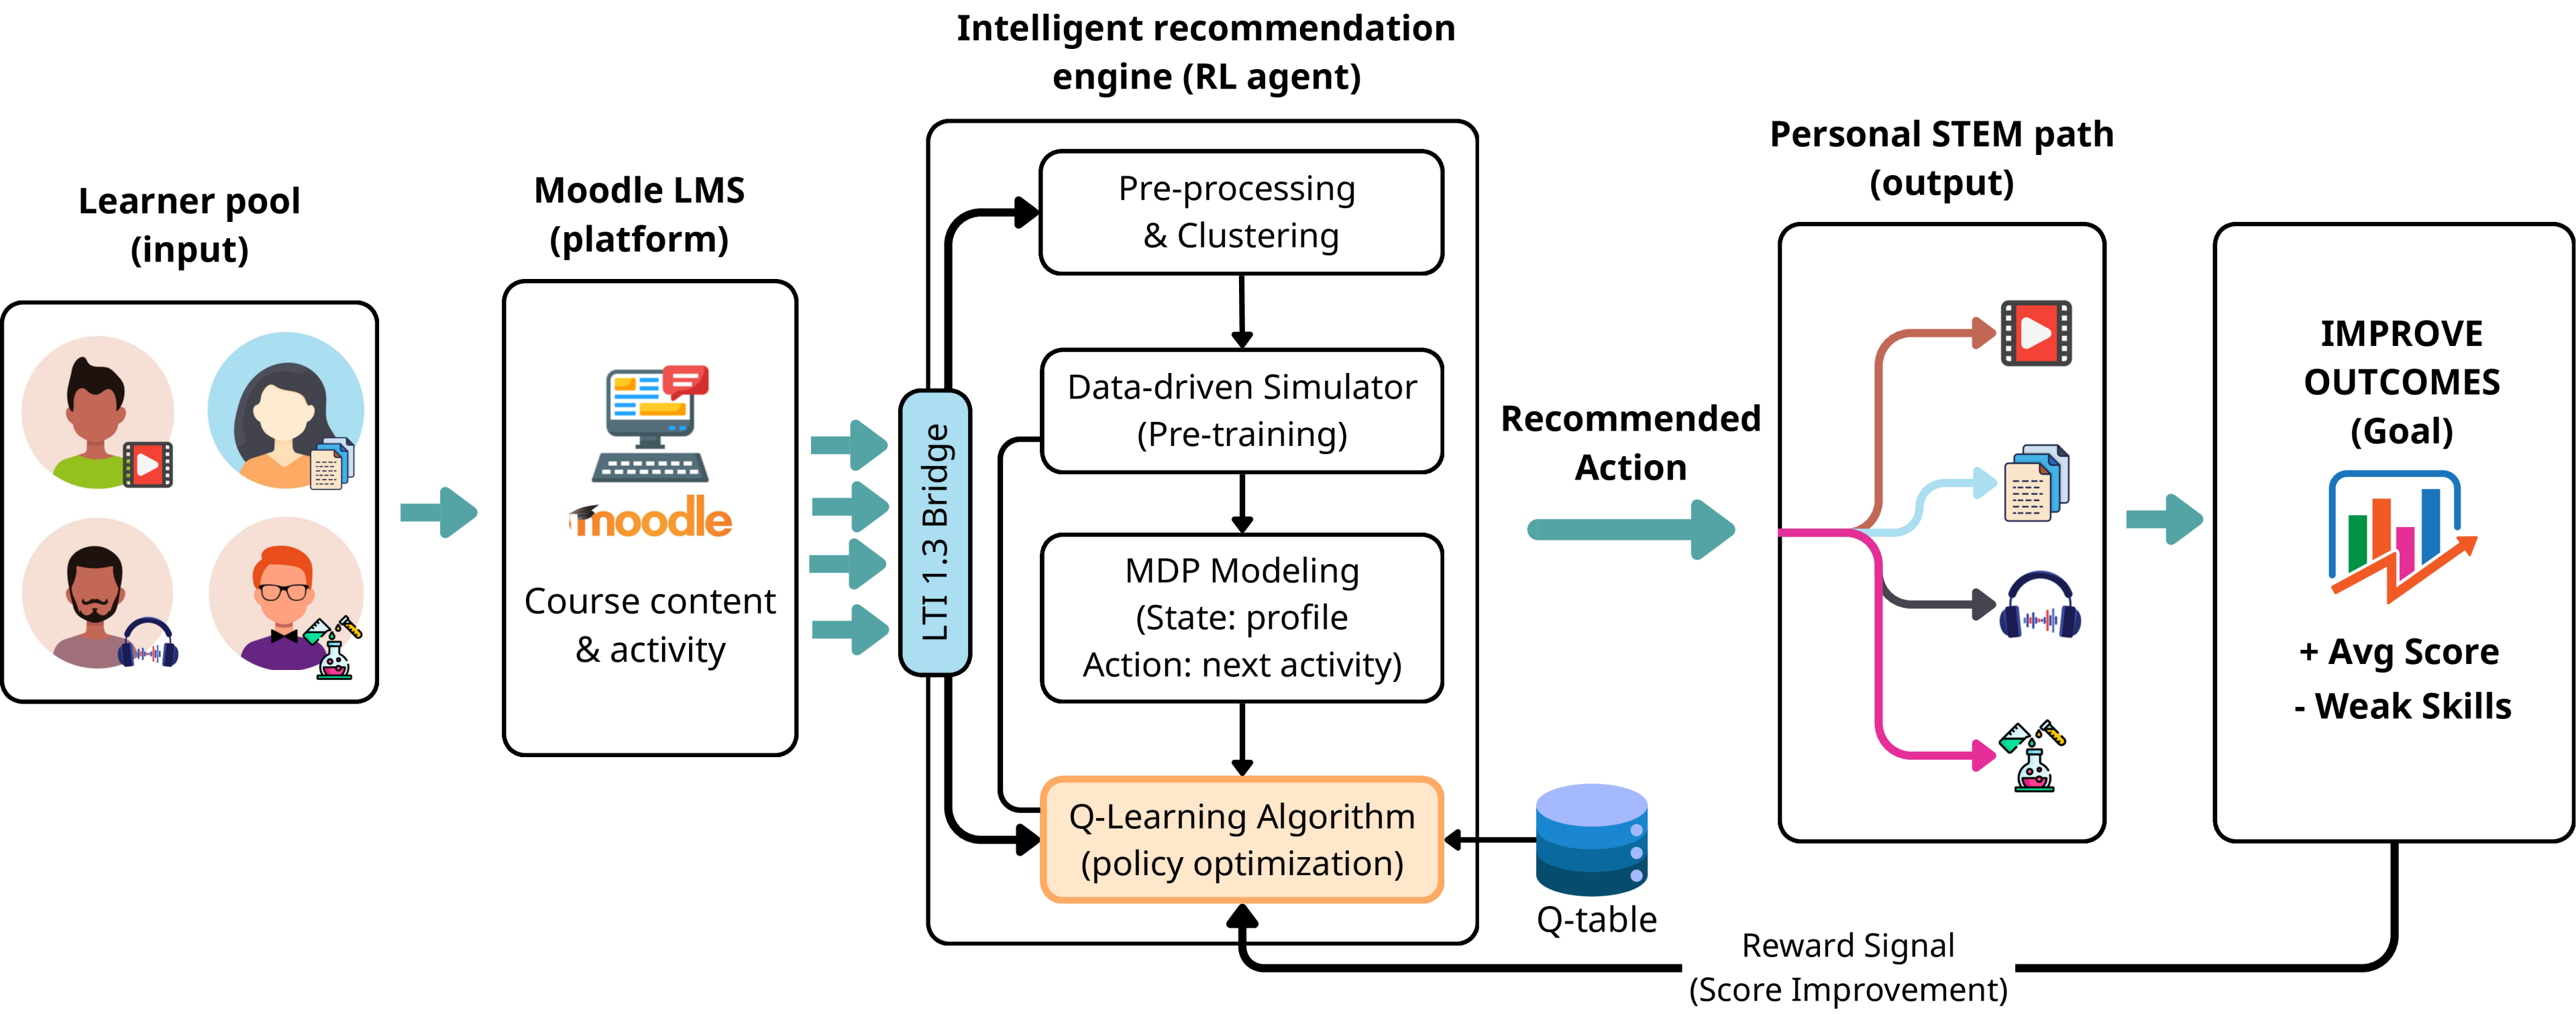 Learner pool
(input)
Moodle LMS
(platform)
moodle
Course content
& activity
LTI 1.3 Bridge
Intelligent recommendation
engine (RL agent)
Pre-processing
& Clustering
Data-driven Simulator
(Pre-training)
MDP Modeling
(State: profile
Action: next activity)
Q-Learning Algorithm
(policy optimization)
Q-table
Recommended
Action
Personal STEM path
(output)
IMPROVE
OUTCOMES
(Goal)
+ Avg Score
- Weak Skills
Reward Signal
(Score Improvement)